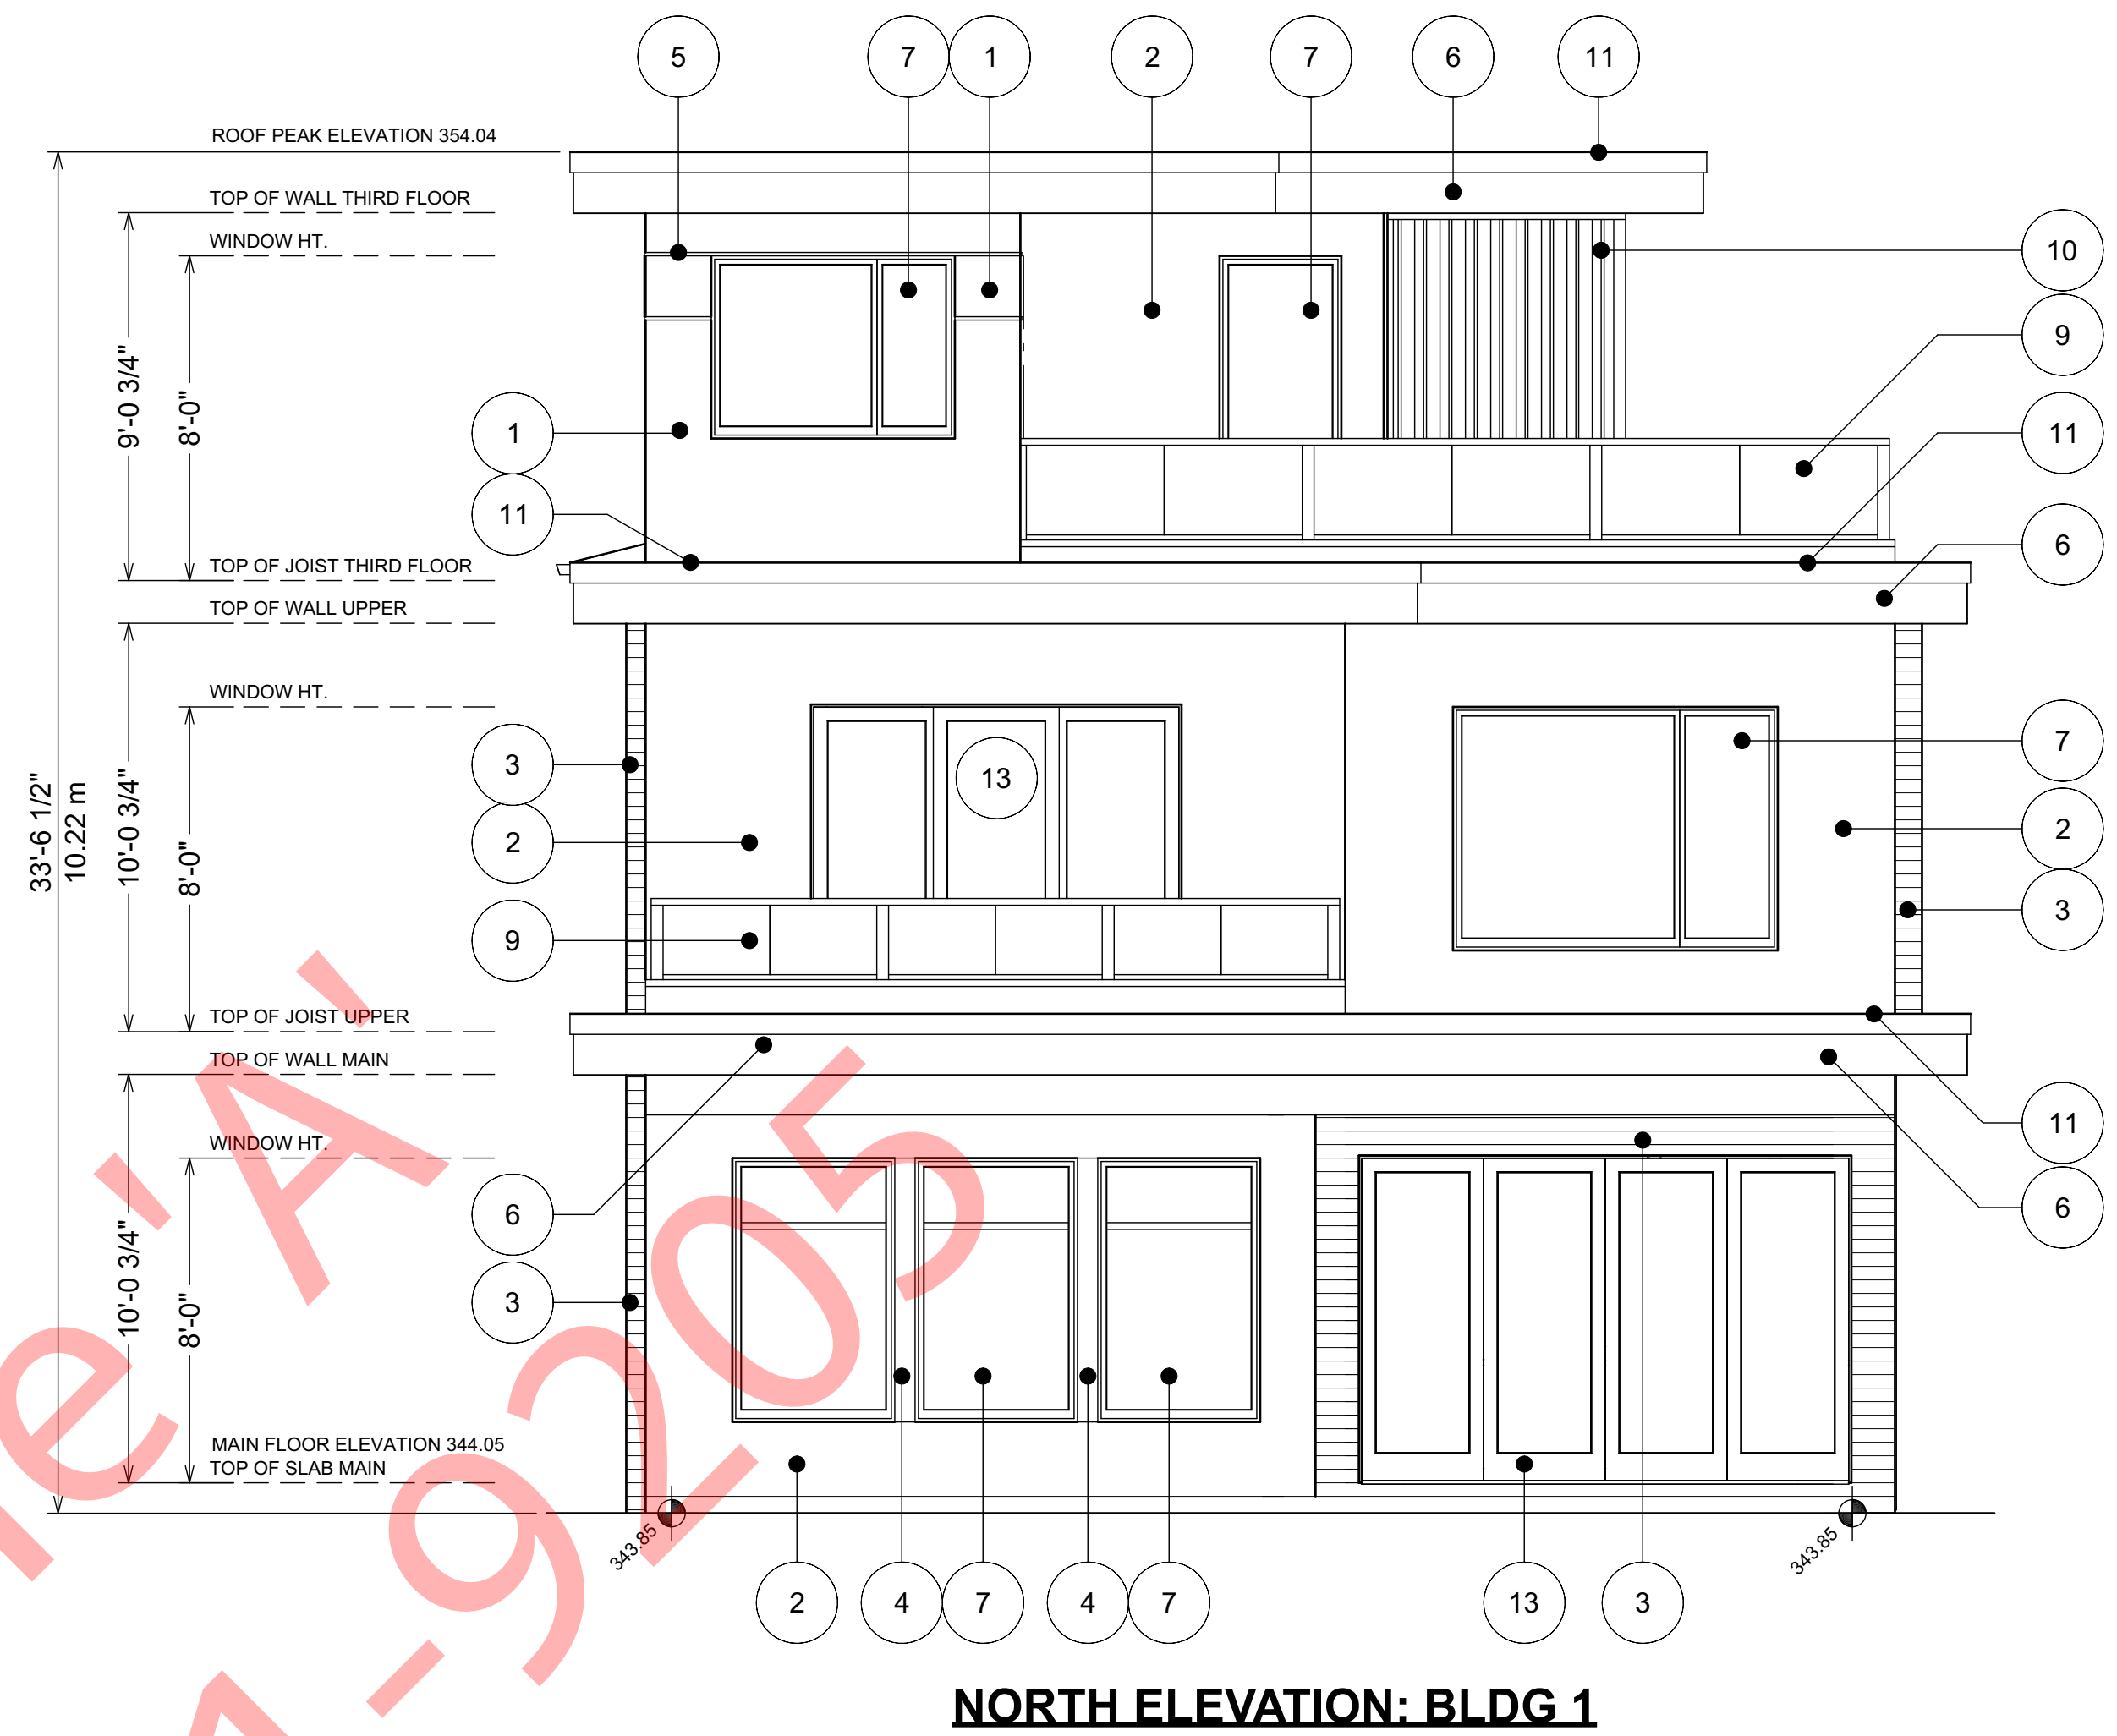 5 7 1 2 7 6 11
ROOF PEAK ELEVATION 354.04
TOP OF WALL THIRD FLOOR
WINDOW HT.
10
9
9'-0 3/4"
8'-0"
1
11
11
6
TOP OF JOIST THIRD FLOOR
TOP OF WALL UPPER
WINDOW HT.
3
13
7
33'-6 1/2"
10.22 m
10'-0 3/4"
8'-0"
2
2
9
3
TOP OF JOIST UPPER
TOP OF WALL MAIN
11
WINDOW HT.
6
6
10'-0 3/4"
8'-0"
3
MAIN FLOOR ELEVATION 344.05
TOP OF SLAB MAIN
343.85
343.85
2 4 7 4 7 13 3
NORTH ELEVATION: BLDG 1
'A'
-9205